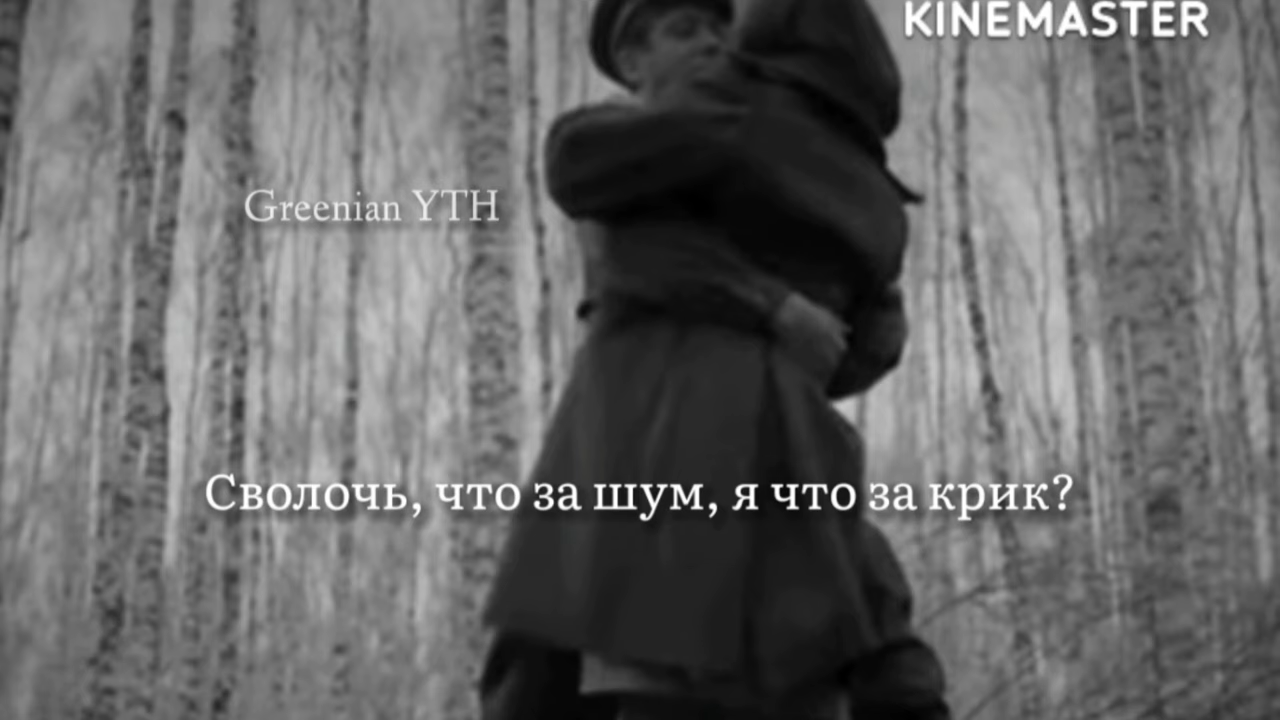 KINEMASTER
Greenian YTH
Сволочь, что за шум, я что за крик?